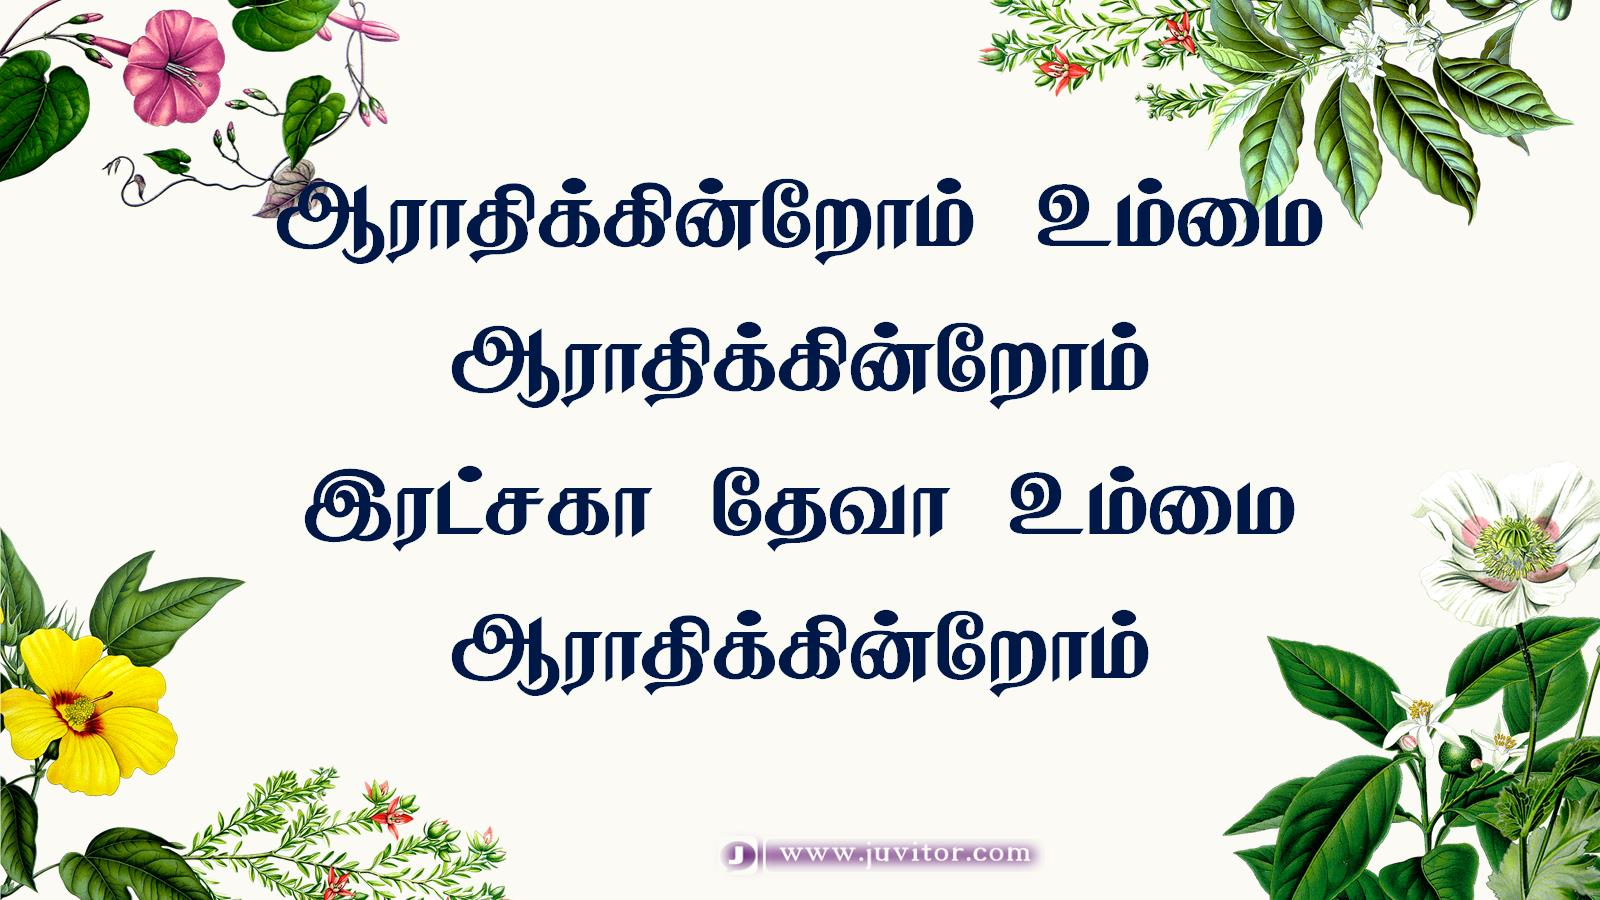 ஆராதிக்கின்றோம் உம்மை
ஆராதிக்கின்றோம்
இரட்சகா தேவா உம்மை
ஆராதிக்கின்றோம்
J | www.juvitor.com